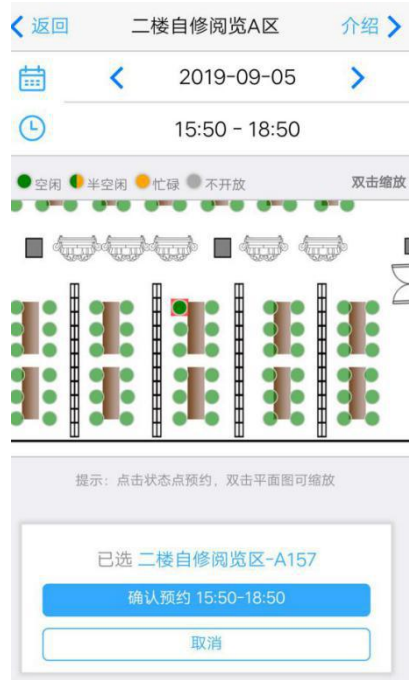 返回 二楼自修阅览A区 介绍
2019-09-05
15:50 - 18:50
空闲 半空闲 忙碌 不开放 双击缩放
提示：点击状态点预约，双击平面图可缩放
已选 二楼自修阅览区-A157
确认预约 15:50-18:50
取消